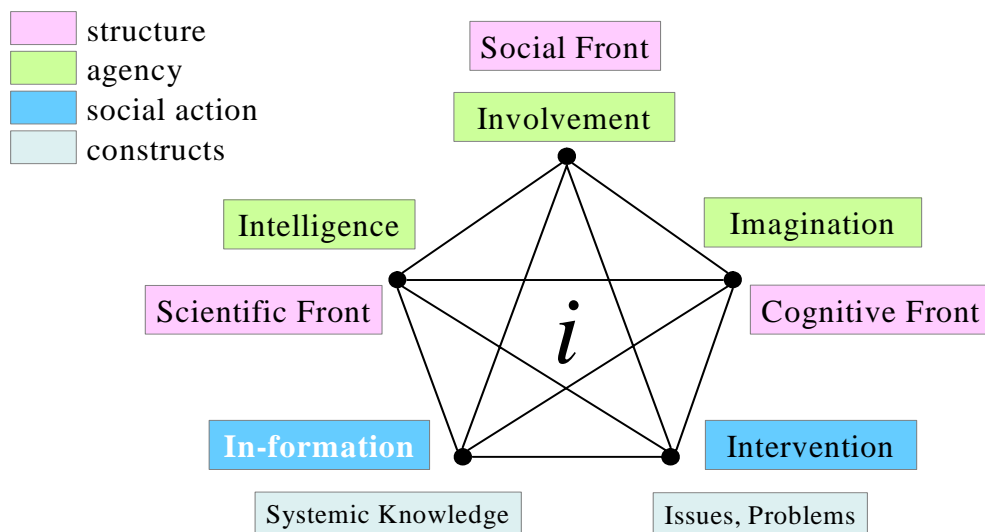 structure
agency
social action
constructs
Social Front
Involvement
Intelligence
Imagination
Scientific Front
Cognitive Front
i
In-formation
Intervention
Systemic Knowledge
Issues, Problems